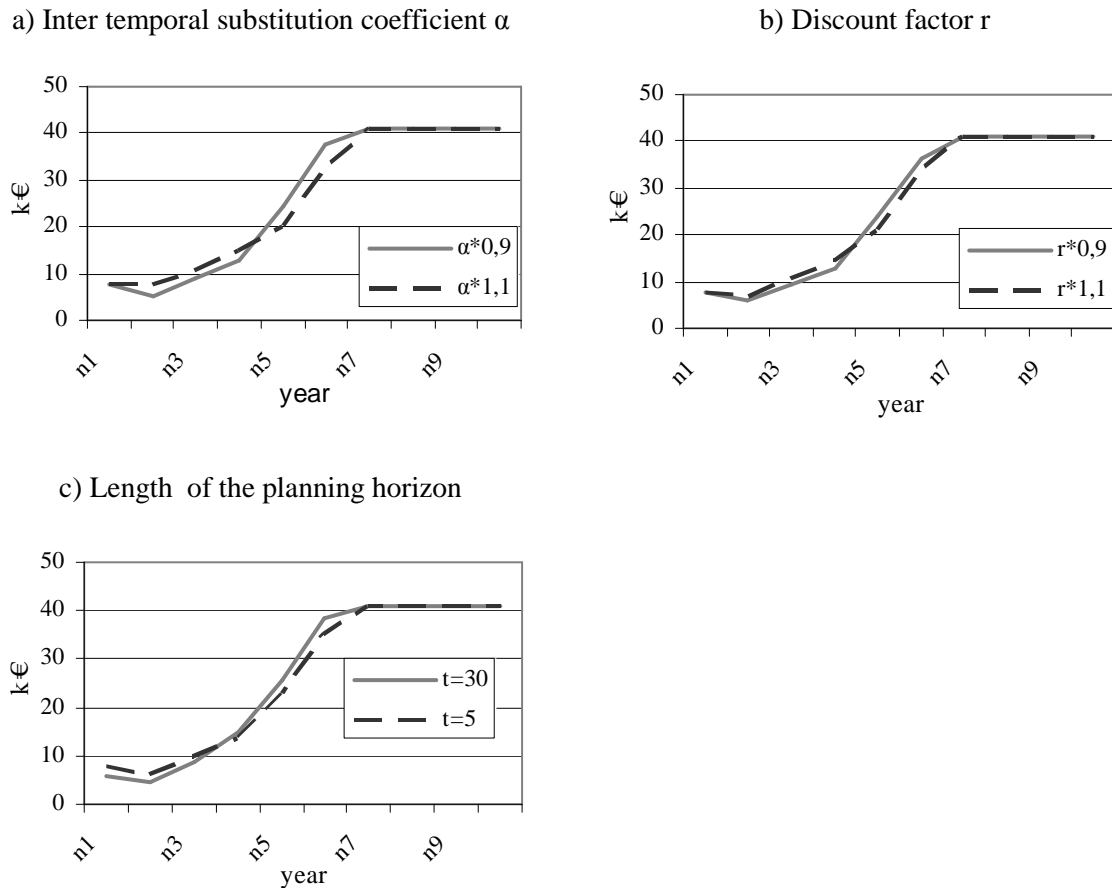 a) Inter temporal substitution coefficient α
50
40
30
20
10
0
k€
α*0,9
α*1,1
n1
n3
n5
n7
n9
year
b) Discount factor r
50
40
30
20
10
0
k€
r*0,9
r*1,1
n1
n3
n5
n7
n9
year
c) Length of the planning horizon
50
40
30
20
10
0
k€
t=30
t=5
n1
n3
n5
n7
n9
year